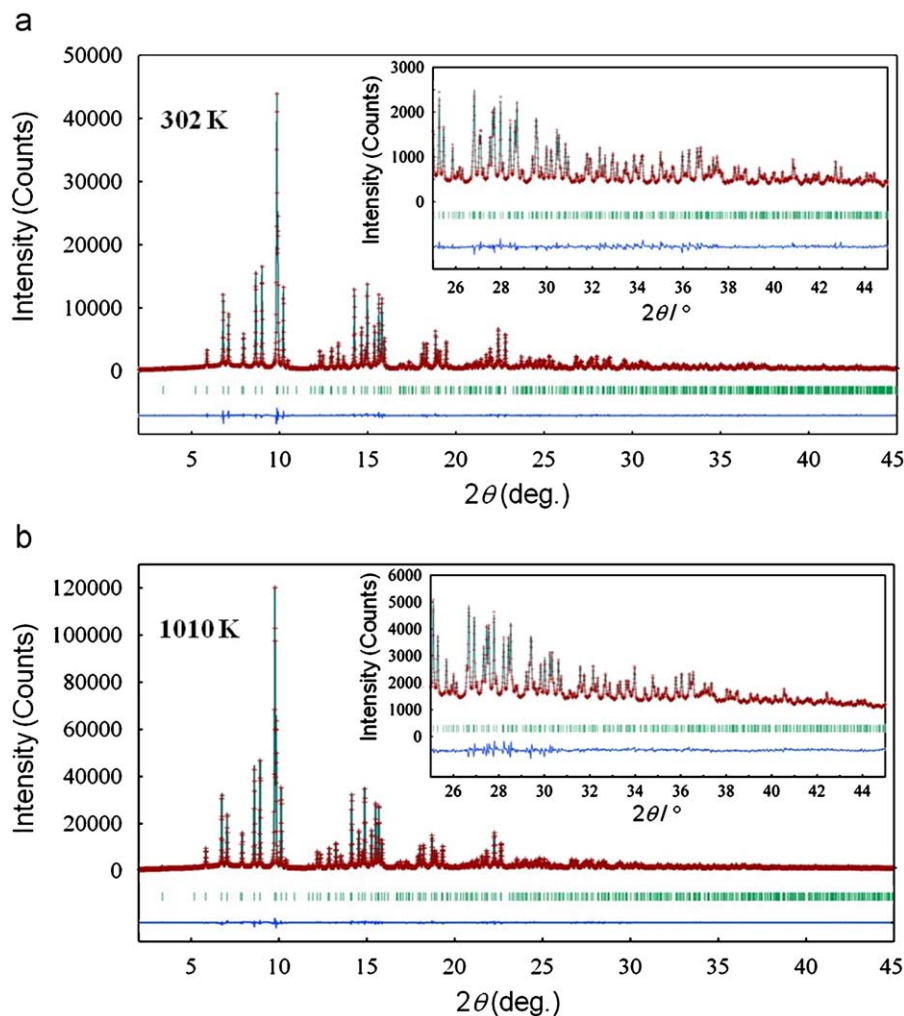 a
50000
40000
30000
20000
10000
0
Intensity (Counts)
302 K
3000
2000
1000
0
Intensity (Counts)
26 28 30 32 34 36 38 40 42 44
2θ/ °
5 10 15 20 25 30 35 40 45
2θ (deg.)
b
120000
100000
80000
60000
40000
20000
0
Intensity (Counts)
1010 K
6000
5000
4000
3000
2000
1000
0
Intensity (Counts)
26 28 30 32 34 36 38 40 42 44
2θ/ °
5 10 15 20 25 30 35 40 45
2θ (deg.)